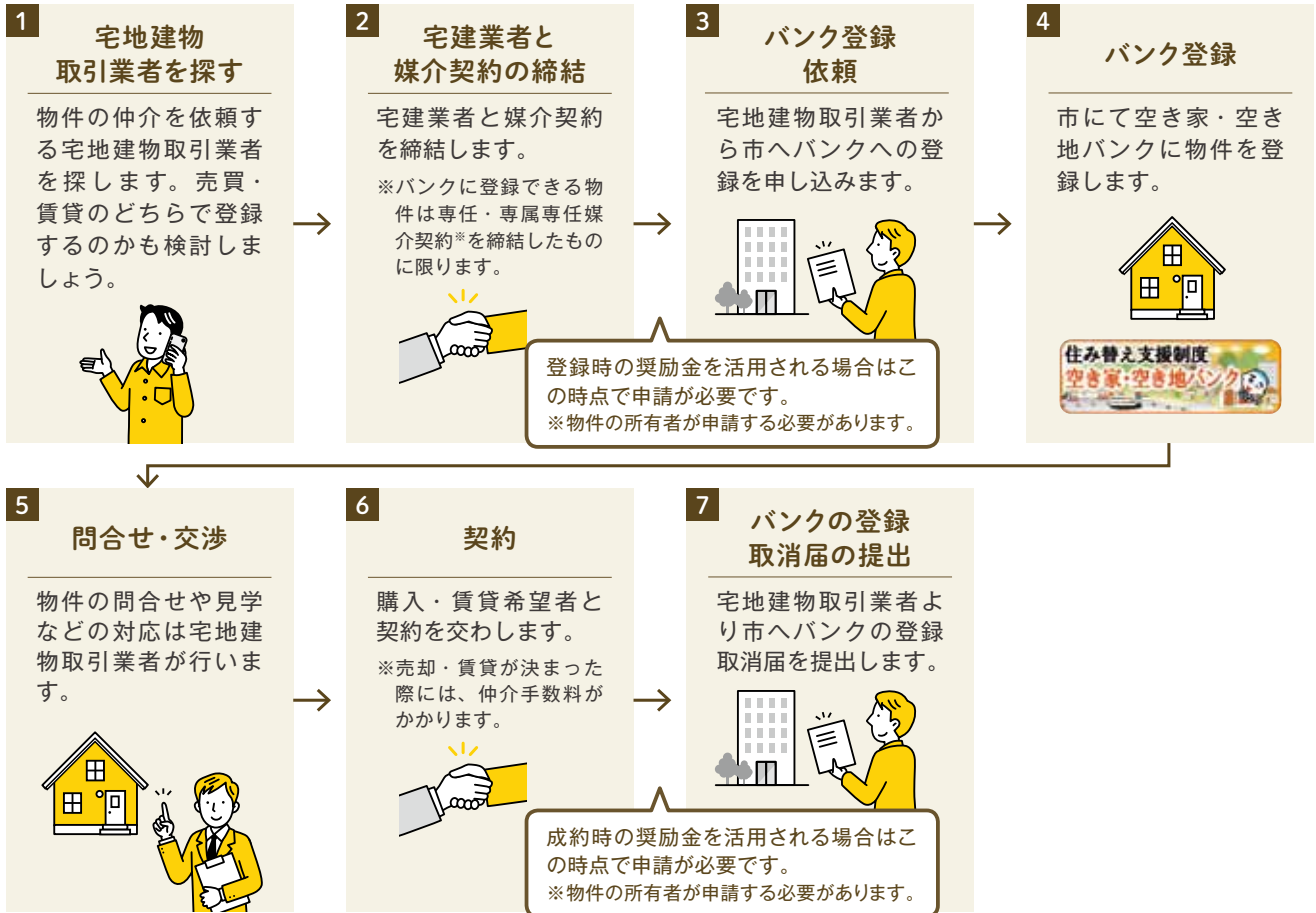 1
宅地建物
取引業者を探す
物件の仲介を依頼す
る宅地建物取引業者
を探します。売買・
賃貸のどちらで登録
するのかも検討しま
しょう。
2
宅建業者と
媒介契約の締結
宅建業者と媒介契約
を締結します。
※バンクに登録できる物
件は専任・専属専任媒
介契約※を締結したもの
に限ります。
3
バンク登録
依頼
宅地建物取引業者か
ら市へバンクへの登
録を申し込みます。
登録時の奨励金を活用される場合はこ
の時点で申請が必要です。
※物件の所有者が申請する必要があります。
4
バンク登録
市にて空き家・空き
地バンクに物件を登
録します。
住み替え支援制度
空き家・空き地バンク
5
問合せ・交渉
物件の問合せや見学
などの対応は宅地建
物取引業者が行いま
す。
6
契約
購入・賃貸希望者と
契約を交わします。
※売却・賃貸が決まった
際には、仲介手数料が
かかります。
7
バンクの登録
取消届の提出
宅地建物取引業者よ
り市へバンクの登録
取消届を提出します。
成約時の奨励金を活用される場合はこ
の時点で申請が必要です。
※物件の所有者が申請する必要があります。